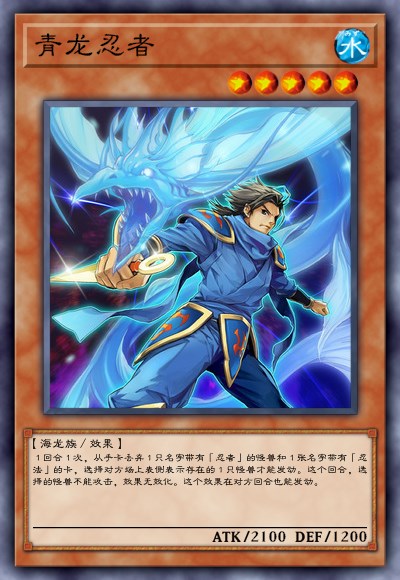 青龙忍者
水
【海龙族／效果】
1回合1次，从手卡丢弃1只名字带有「忍者」的怪兽和1张名字带有「忍
法」的卡，选择对方场上表侧表示存在的1只怪兽才能发动。这个回合，选
择的怪兽不能攻击，效果无效化。这个效果在对方回合也能发动。
ATK/2100 DEF/1200